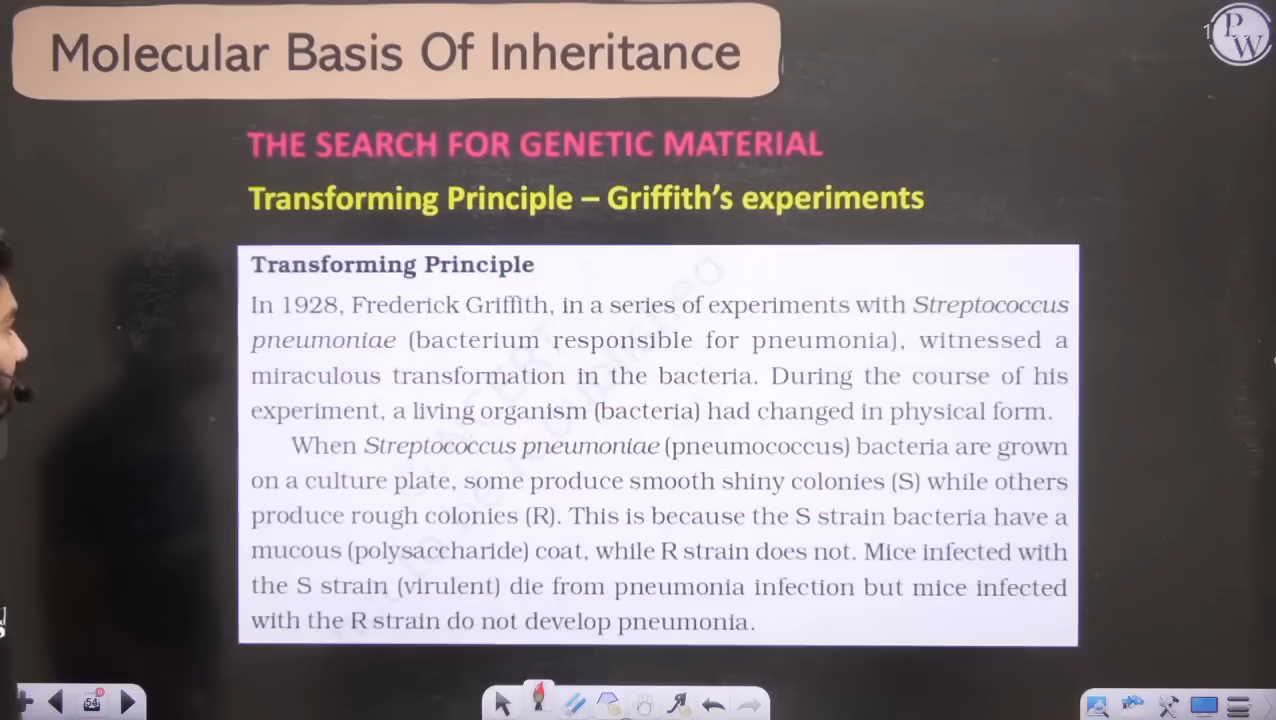 Molecular Basis Of Inheritance
PW
THE SEARCH FOR GENETIC MATERIAL
Transforming Principle – Griffith's experiments
Transforming Principle
In 1928, Frederick Griffith, in a series of experiments with Streptococcus
pneumoniae (bacterium responsible for pneumonia), witnessed a
miraculous transformation in the bacteria. During the course of his
experiment, a living organism (bacteria) had changed in physical form.
When Streptococcus pneumoniae (pneumococcus) bacteria are grown
on a culture plate, some produce smooth shiny colonies (S) while others
produce rough colonies (R). This is because the S strain bacteria have a
mucous (polysaccharide) coat, while R strain does not. Mice infected with
the S strain (virulent) die from pneumonia infection but mice infected
with the R strain do not develop pneumonia.
54